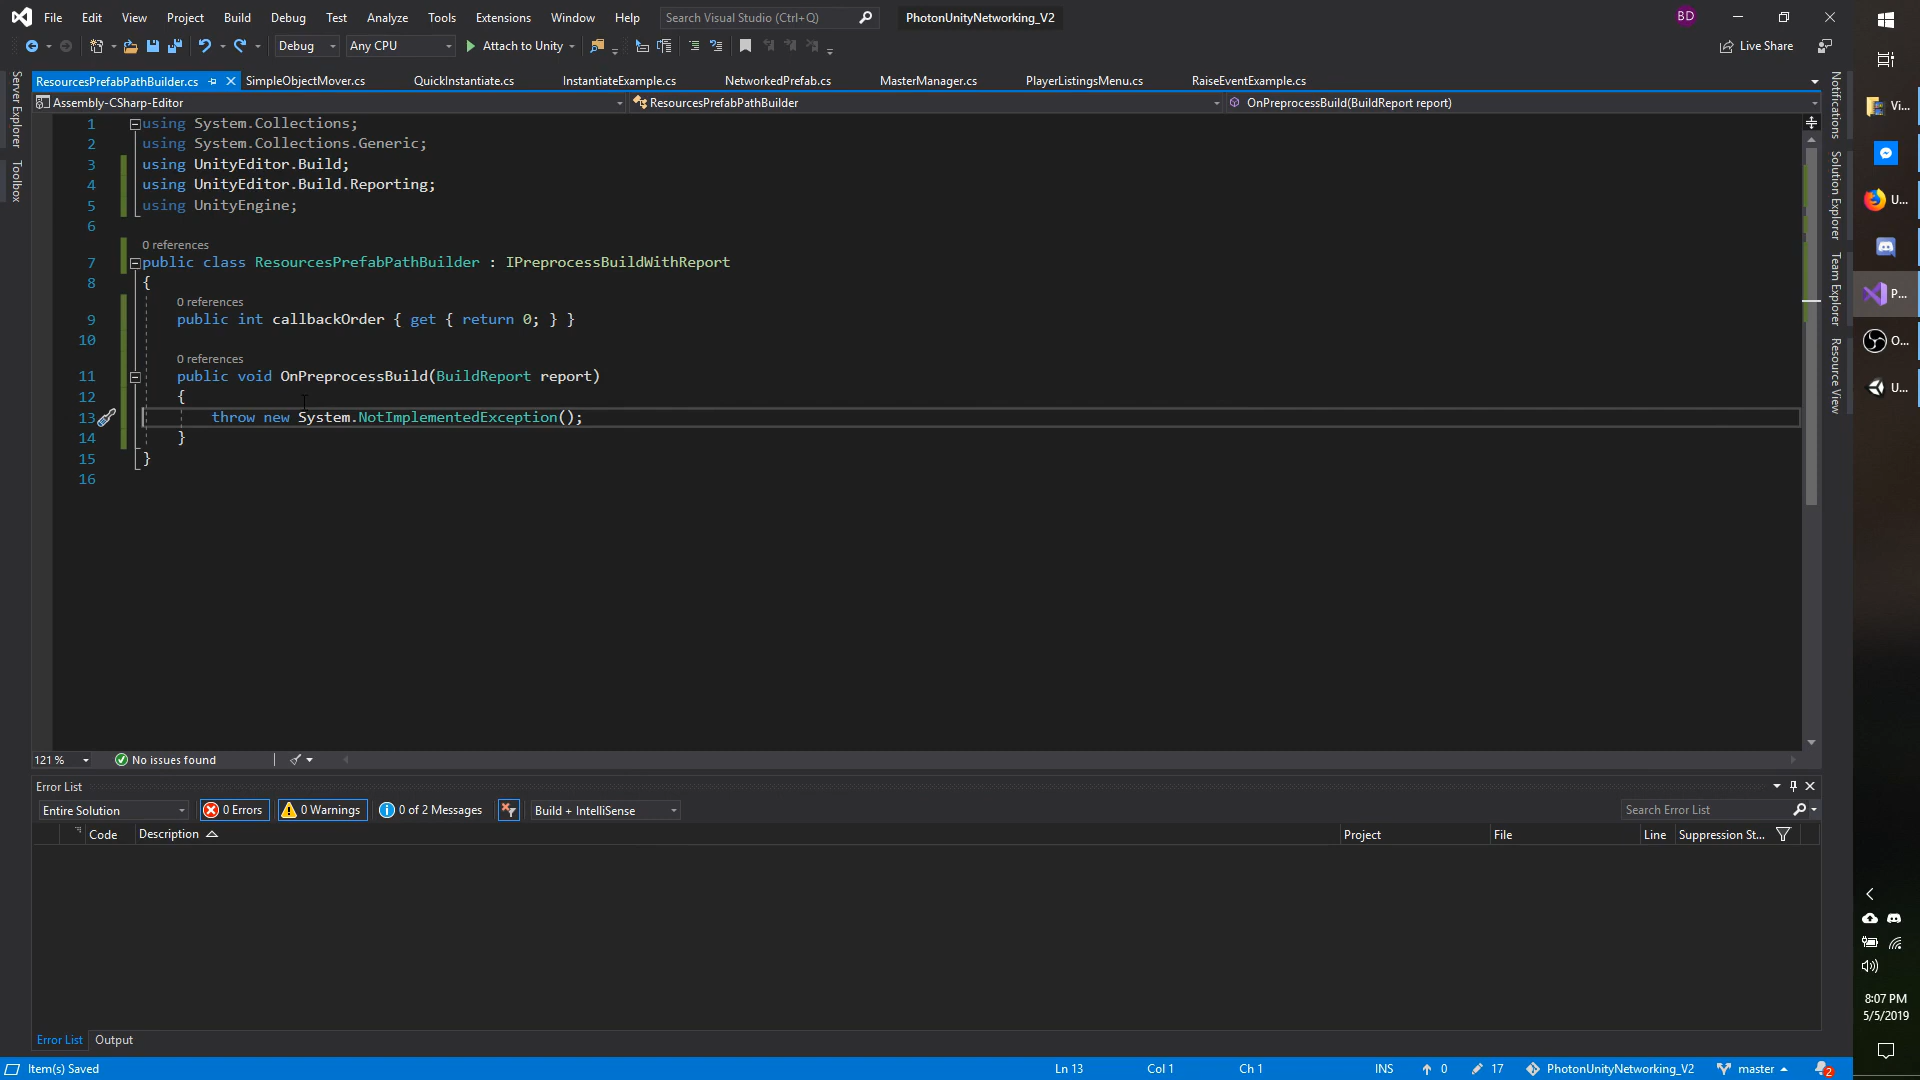 File Edit View Project Build Debug Test Analyze Tools Extensions Window Help Search Visual Studio (Ctrl+Q) PhotonUnityNetworking_V2 BD
Debug Any CPU Attach to Unity Live Share
ResourcesPrefabPathBuilder.cs SimpleObjectMover.cs QuickInstantiate.cs InstantiateExample.cs NetworkedPrefab.cs MasterManager.cs PlayerListingsMenu.cs RaiseEventExample.cs
Assembly-CSharp-Editor ResourcesPrefabPathBuilder OnPreprocessBuild(BuildReport report)
Server Explorer
Toolbox
1 using System.Collections;
2 using System.Collections.Generic;
3 using UnityEditor.Build;
4 using UnityEditor.Build.Reporting;
5 using UnityEngine;
6
0 references
7 public class ResourcesPrefabPathBuilder : IPreprocessBuildWithReport
8 {
0 references
9 public int callbackOrder { get { return 0; } }
10
0 references
11 public void OnPreprocessBuild(BuildReport report)
12 {
13 throw new System.NotImplementedException();
14 }
15 }
16
Notifications
Solution Explorer
Team Explorer
Resource View
121 % No issues found
Error List
Entire Solution 0 Errors 0 Warnings 0 of 2 Messages Build + IntelliSense Search Error List
Code Description Project File Line Suppression St...
Error List Output
Item(s) Saved Ln 13 Col 1 Ch 1 INS 0 17 PhotonUnityNetworking_V2 master 2
Vi...
U...
P...
O...
U...
8:07 PM
5/5/2019